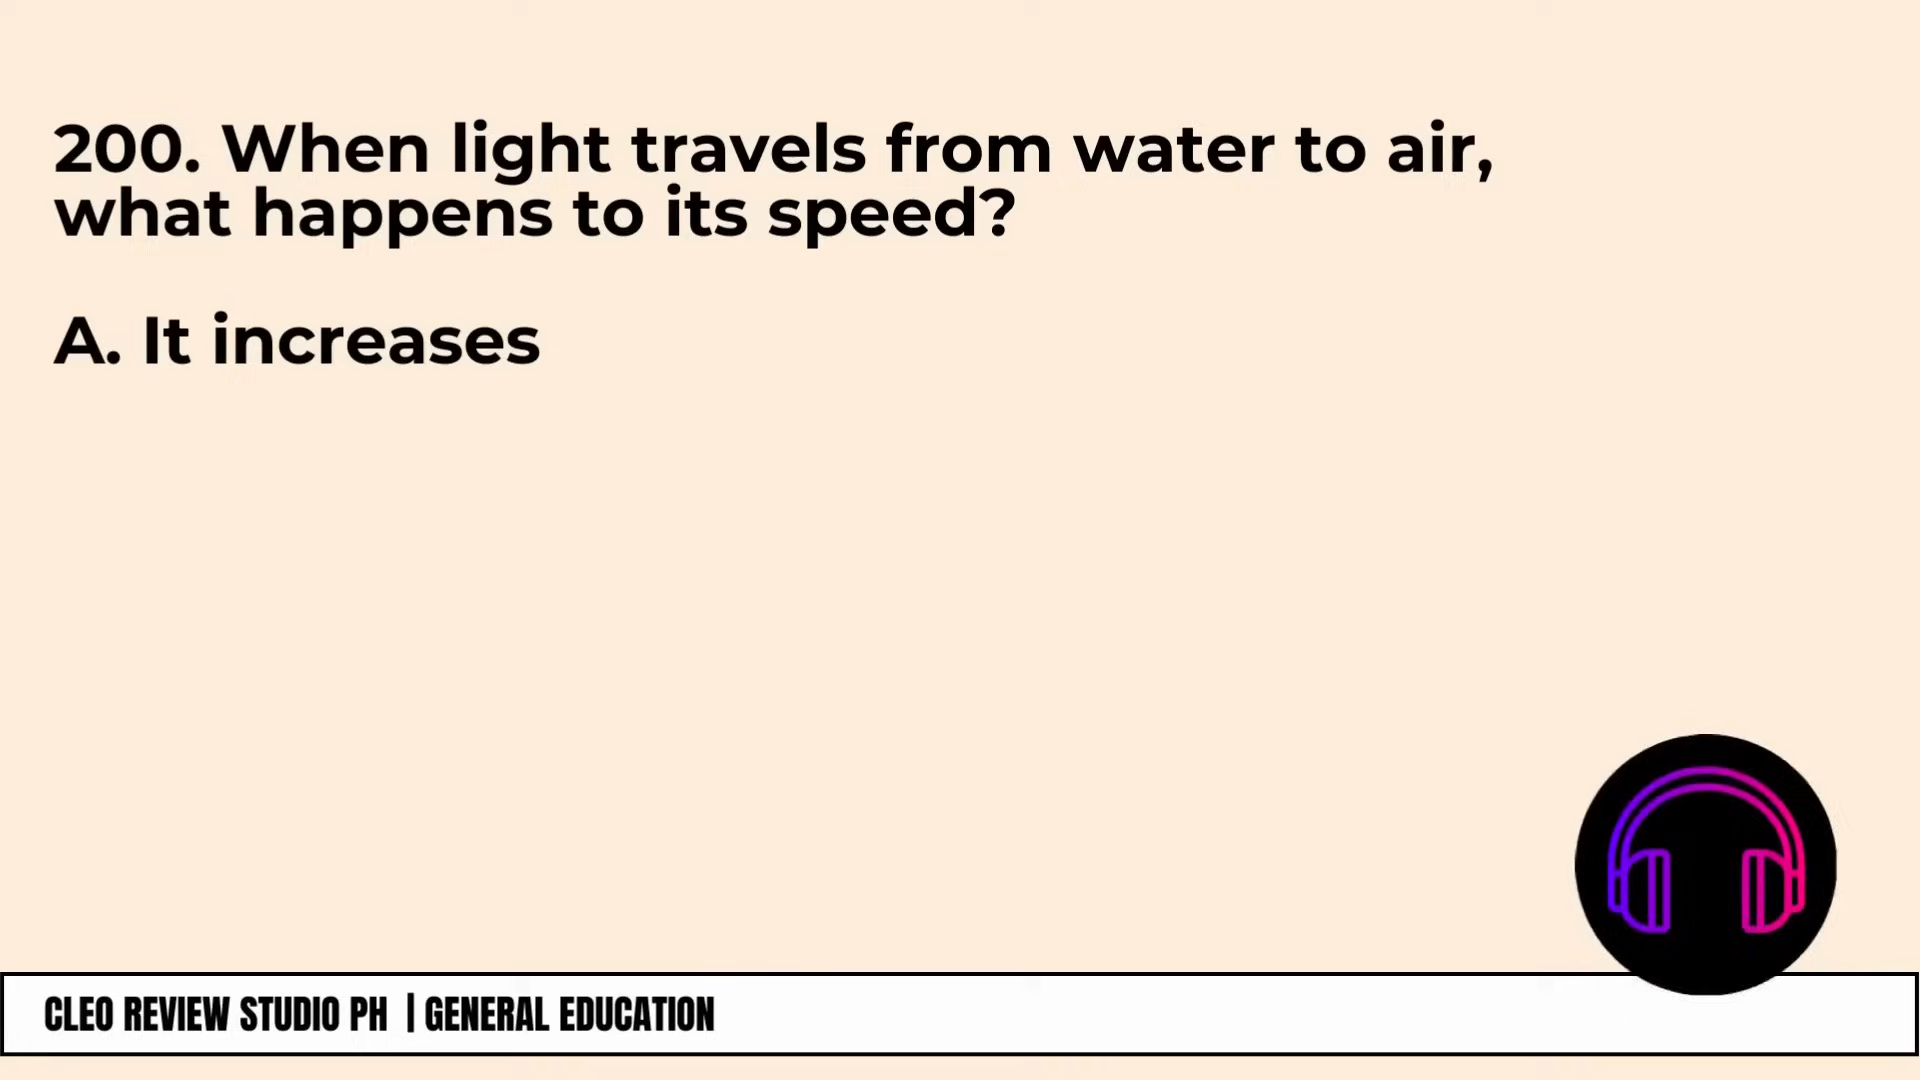 200. When light travels from water to air,
what happens to its speed?
A. It increases
CLEO REVIEW STUDIO PH | GENERAL EDUCATION